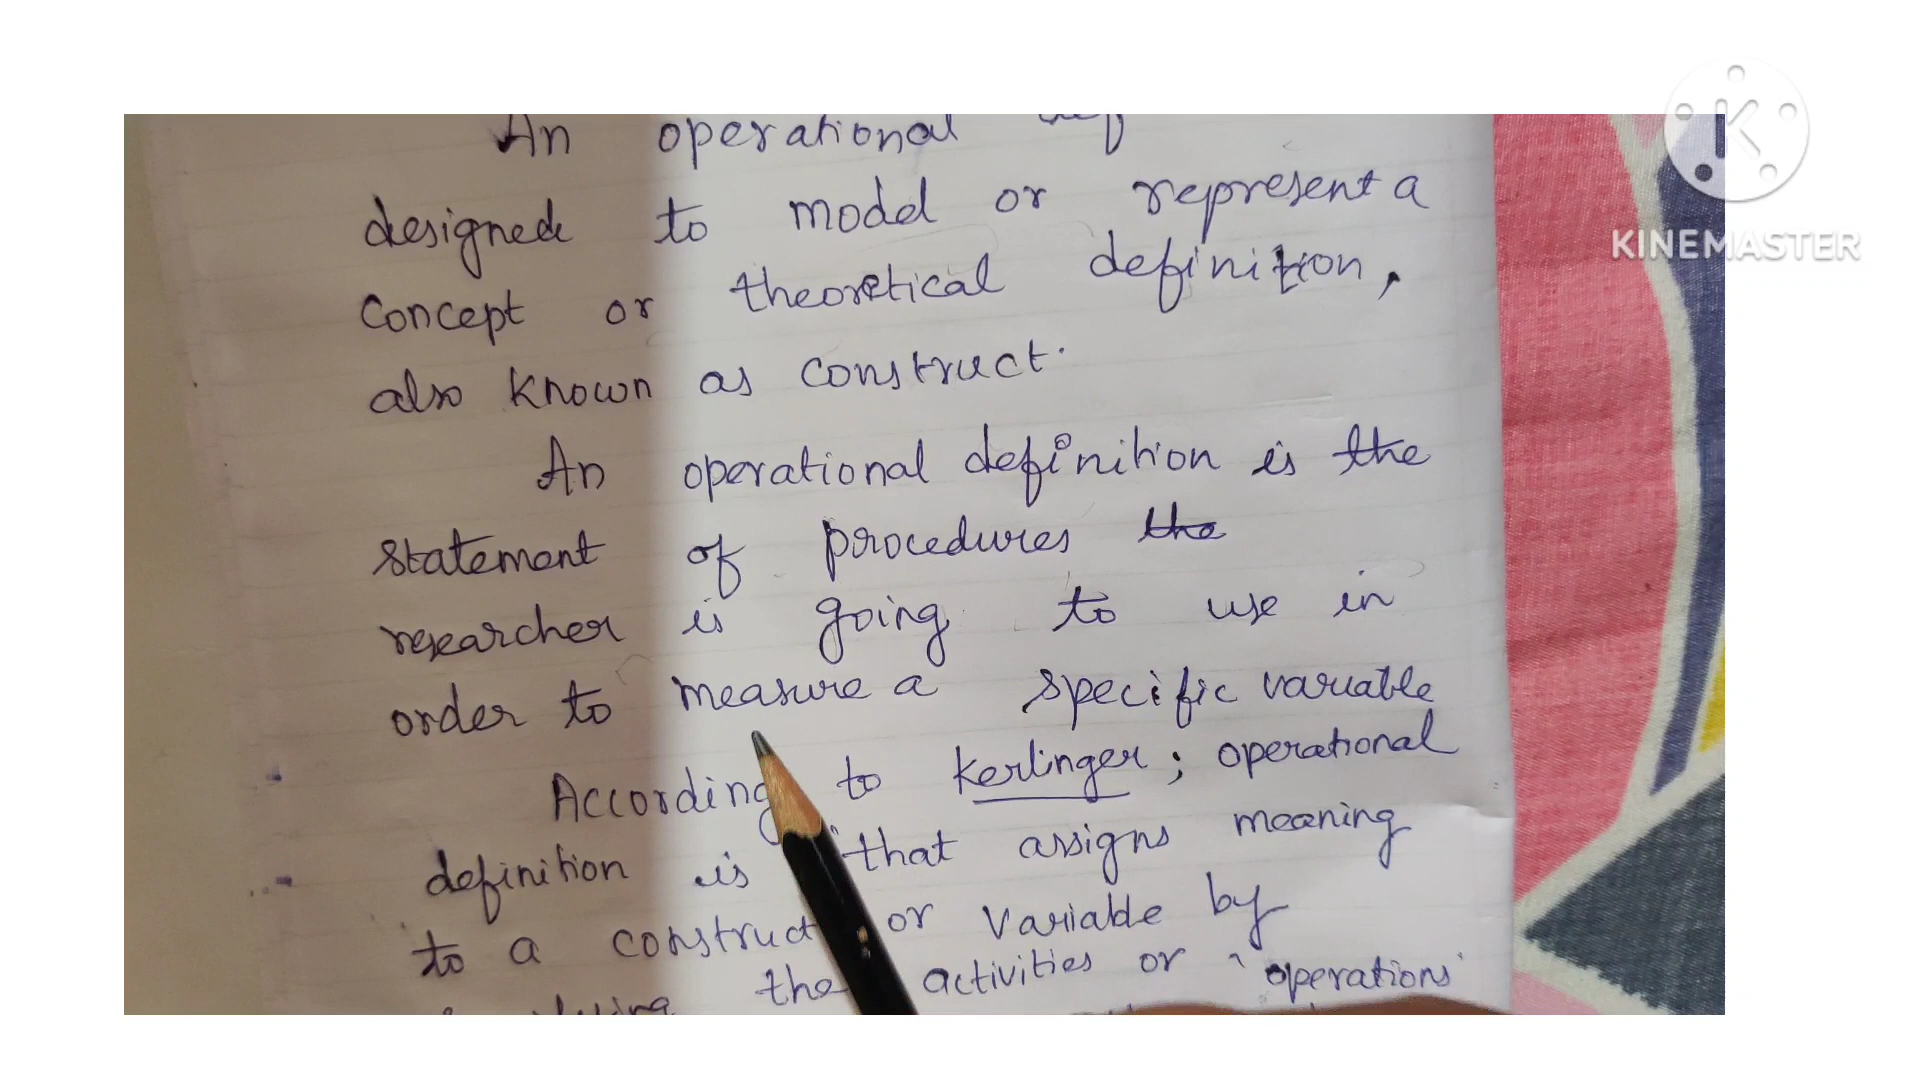 An operational def
designed to model or represent a
Concept or theoretical definition,
also known as construct.
An operational definition is the
statement of procedures the
researcher is going to use in
order to measure a specific variable
According to Kerlinger; operational
definition is that assigns meaning
to a construct or variable by
the activities or 'operations'
KINEMASTER